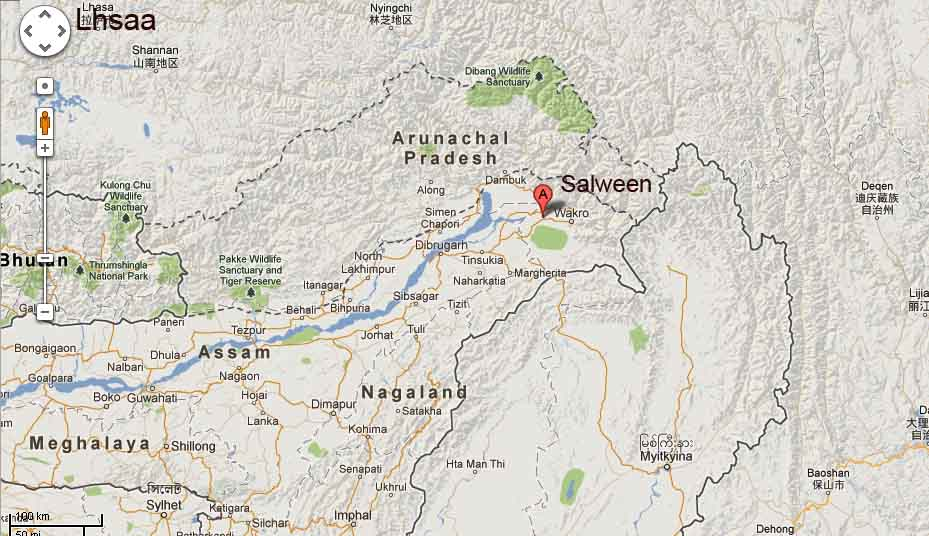 Lhasa
Lhsaa
Nyingchi
林芝地区
Shannan
山南地区
Dibang Wildlife
Sanctuary
Arunachal
Pradesh
Along
Dambuk
A
Salween
Deqen
迪庆藏族
自治州
Kulong Chu
Wildlife
Sanctuary
Simen
Chapori
Wakro
Dibrugarh
Bhutan
Thrumshingla
National Park
Pakke Wildlife
Sanctuary and
Tiger Reserve
North
Lakhimpur
Tinsukia
Margherita
Naharkatia
Itanagar
Sibsagar
Behali
Bihpuria
Tizit
Paneri
Tezpur
Jorhat
Tuli
Bongaigaon
Dhula
Assam
Nalban
Goalpara
Nagaon
Boko
Guwahati
Hojai
Nagaland
Dimapur
Satakha
Lanka
Kohima
Meghalaya
Shillong
မြစ်ကြီးနား
Myitkyina
Hta Man Thi
Senapati
Baoshan
保山市
Ukhrul
Sylhet
Katigara
Silchar
Imphal
Dehong
100 km
50 mi